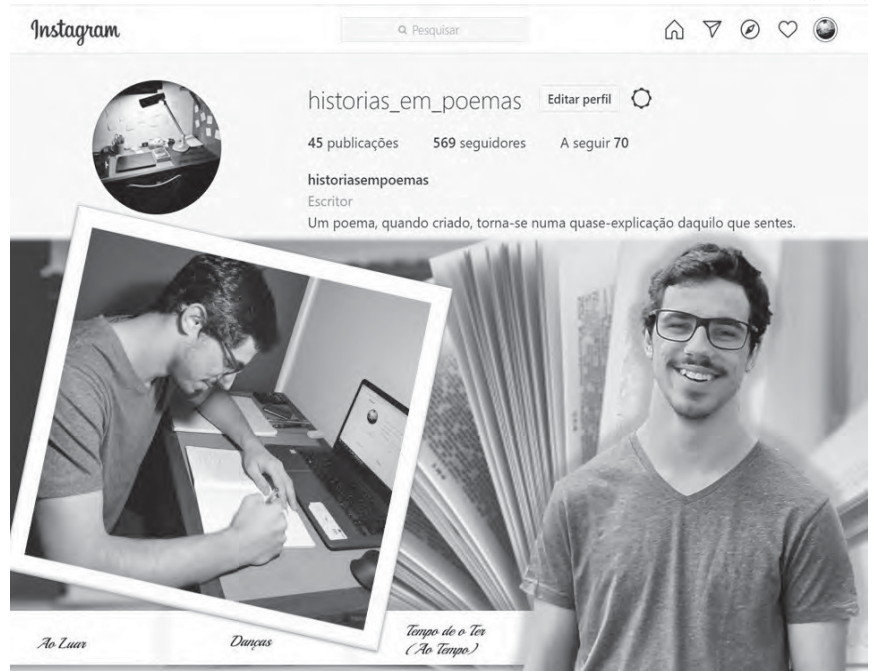 Instagram
Pesquisar
historias_em_poemas Editar perfil
45 publicações 569 seguidores A seguir 70
historiasempoemas
Escritor
Um poema, quando criado, torna-se numa quase-explicação daquilo que sentes.
Ao Luar
Danças
Tempo de o Ter
(Ao Tempo)